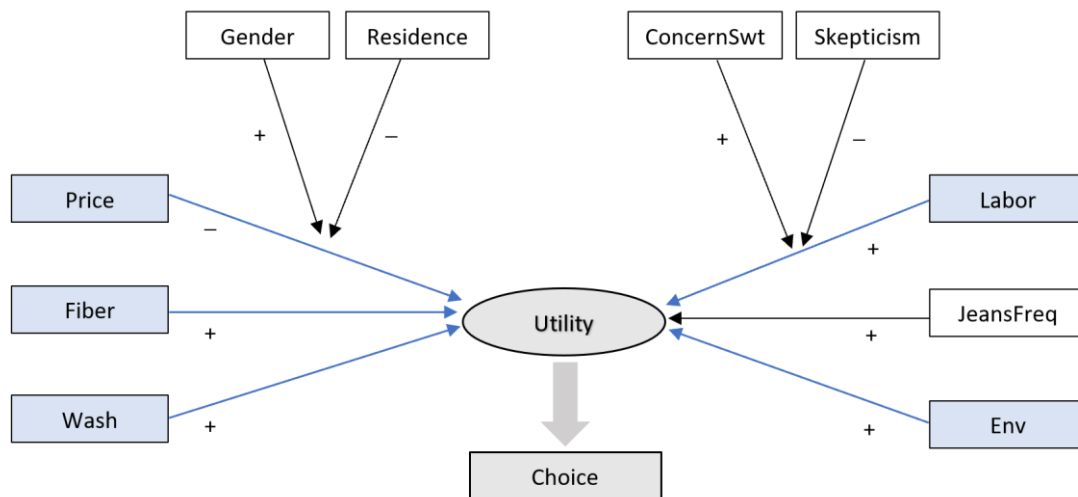 Gender
Residence
ConcernSwt
Skepticism
+
–
+
–
Price
Labor
–
+
Fiber
Utility
JeansFreq
+
+
Wash
Env
+
+
Choice